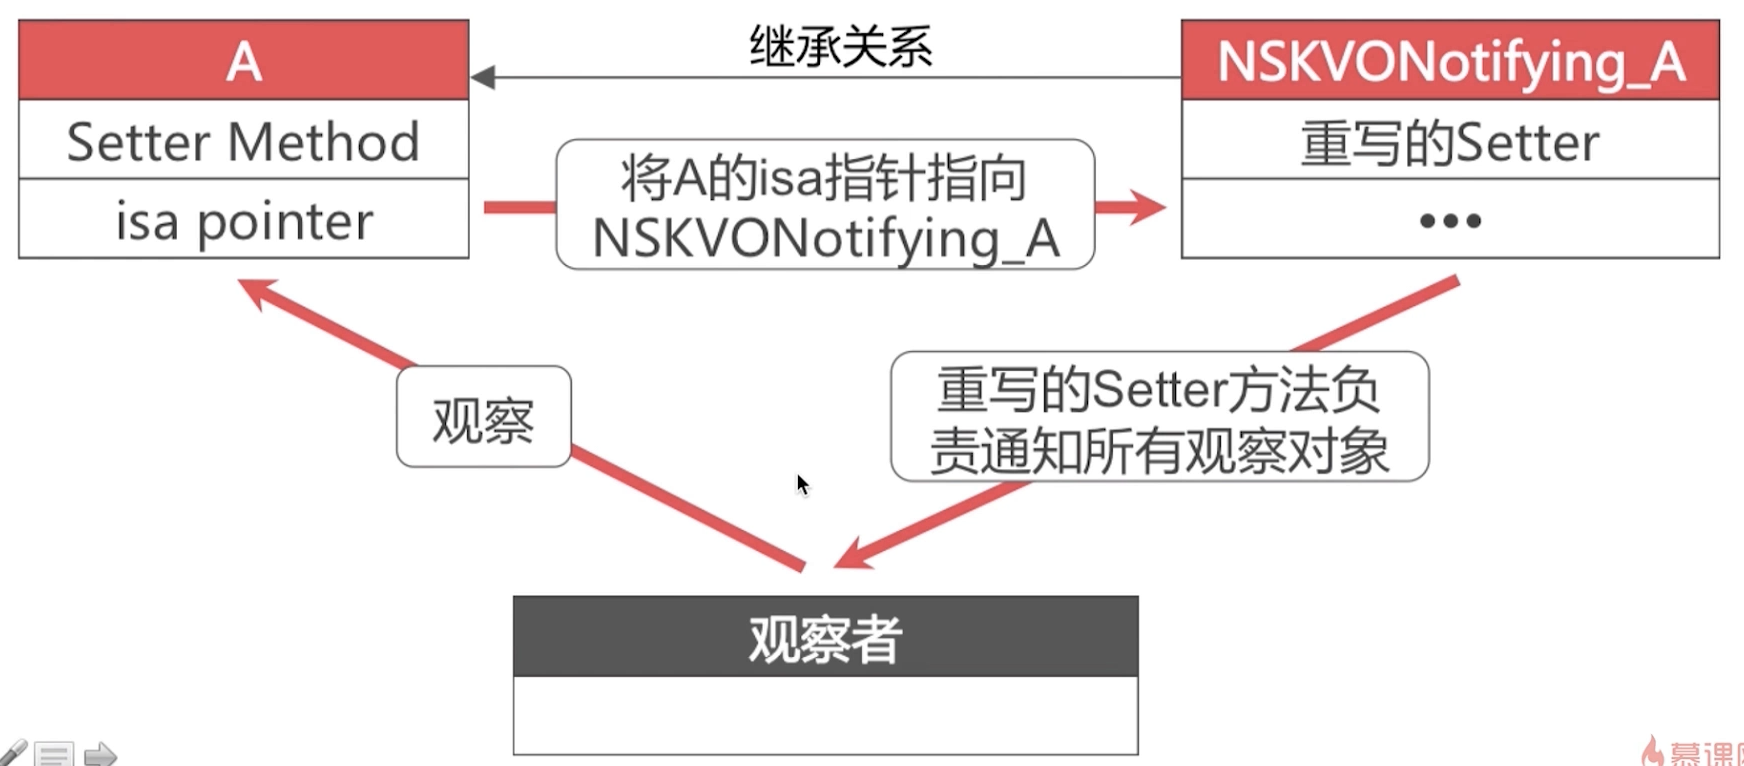 继承关系
A
Setter Method
isa pointer
将A的isa指针指向
NSKVONotifying_A
NSKVONotifying_A
重写的Setter
•••
观察
重写的Setter方法负
责通知所有观察对象
观察者
慕课网